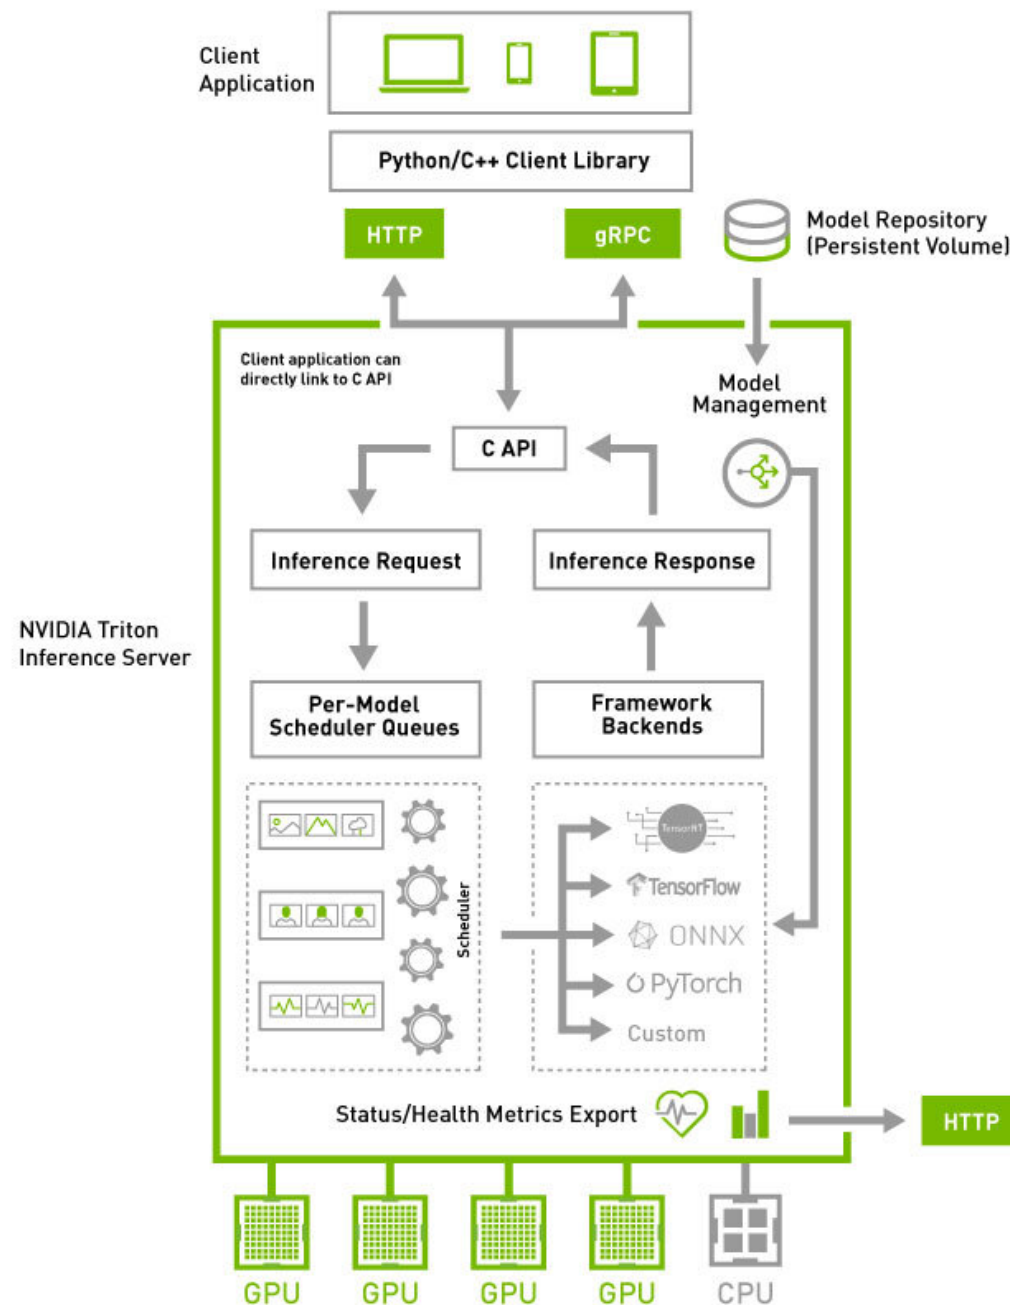 Client
Application
Python/C++ Client Library
HTTP
gRPC
Model Repository
(Persistent Volume)
Client application can
directly link to C API
Model
Management
C API
Inference Request
Inference Response
NVIDIA Triton
Inference Server
Per-Model
Scheduler Queues
Framework
Backends
Scheduler
TensorRT
TensorFlow
ONNX
PyTorch
Custom
Status/Health Metrics Export
HTTP
GPU
GPU
GPU
GPU
CPU